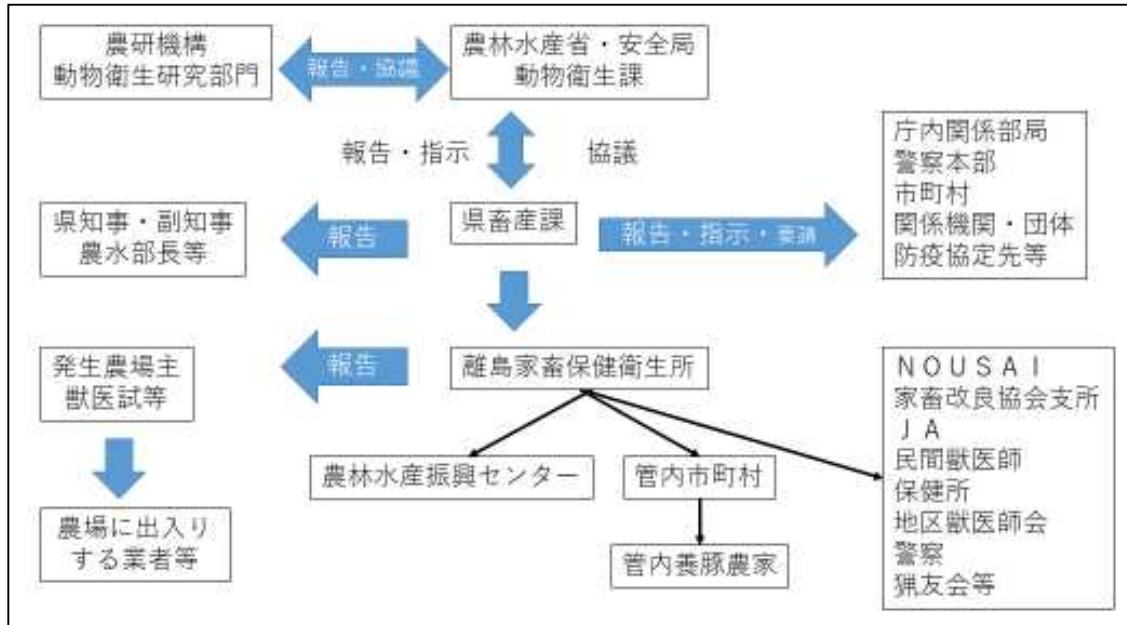 農研機構
動物衛生研究部門
報告・協議
農林水産省・安全局
動物衛生課
報告・指示
協議
庁内関係部局
警察本部
市町村
関係機関・団体
防疫協定先等
県知事・副知事
農水部長等
報告
県畜産課
報告・指示・要請
発生農場主
獣医試等
報告
離島家畜保健衛生所
NOUSAI
家畜改良協会支所
JA
民間獣医師
保健所
地区獣医師会
警察
猟友会等
農林水産振興センター
管内市町村
農場に出入り
する業者等
管内養豚農家